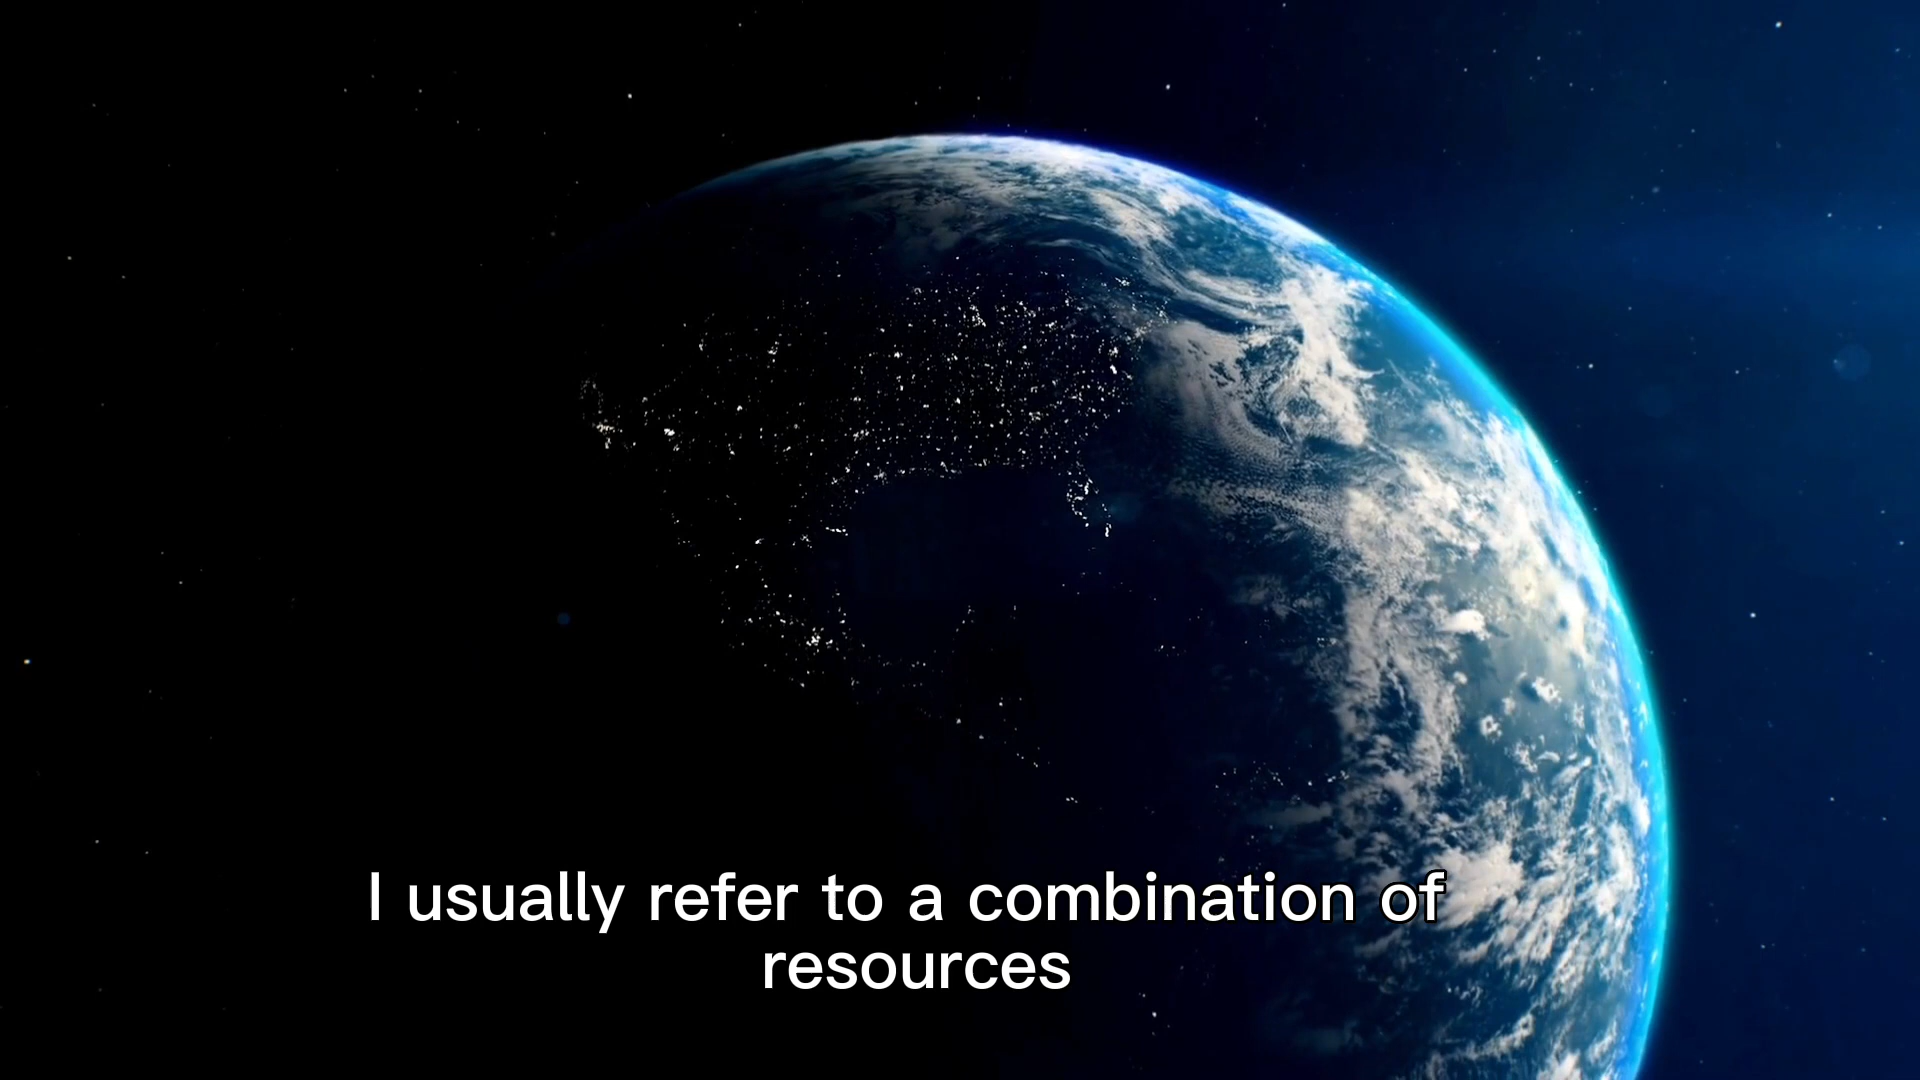 I usually refer to a combination of
resources